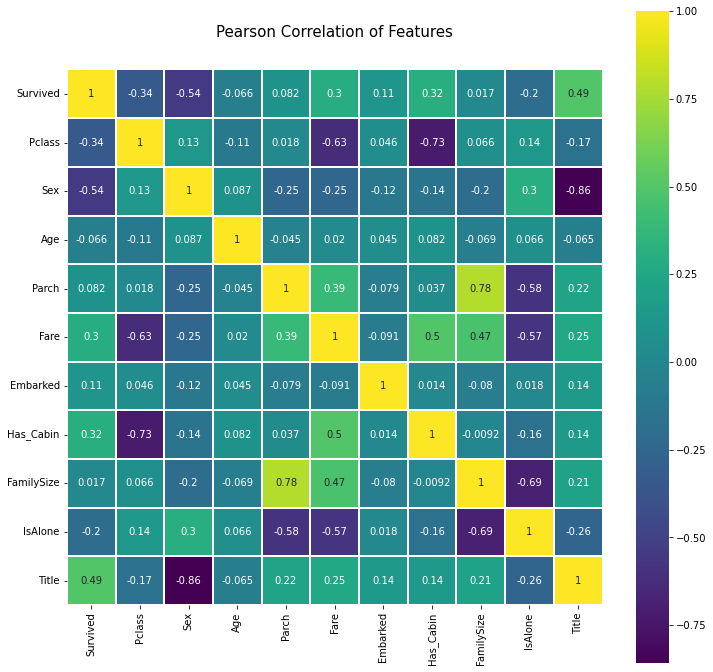 Pearson Correlation of Features
1.00
Survived 1 -0.34 -0.54 -0.066 0.082 0.3 0.11 0.32 0.017 -0.2 0.49
0.75
Pclass -0.34 1 0.13 -0.11 0.018 -0.63 0.046 -0.73 0.066 0.14 -0.17
Sex -0.54 0.13 1 0.087 -0.25 -0.25 -0.12 -0.14 -0.2 0.3 -0.86
0.50
Age -0.066 -0.11 0.087 1 -0.045 0.02 0.045 0.082 -0.069 0.066 -0.065
0.25
Parch 0.082 0.018 -0.25 -0.045 1 0.39 -0.079 0.037 0.78 -0.58 0.22
Fare 0.3 -0.63 -0.25 0.02 0.39 1 -0.091 0.5 0.47 -0.57 0.25
0.00
Embarked 0.11 0.046 -0.12 0.045 -0.079 -0.091 1 0.014 -0.08 0.018 0.14
Has_Cabin 0.32 -0.73 -0.14 0.082 0.037 0.5 0.014 1 -0.0092 -0.16 0.14
−0.25
FamilySize 0.017 0.066 -0.2 -0.069 0.78 0.47 -0.08 -0.0092 1 -0.69 0.21
IsAlone -0.2 0.14 0.3 0.066 -0.58 -0.57 0.018 -0.16 -0.69 1 -0.26
−0.50
Title 0.49 -0.17 -0.86 -0.065 0.22 0.25 0.14 0.14 0.21 -0.26 1
−0.75
Survived Pclass Sex Age Parch Fare Embarked Has_Cabin FamilySize IsAlone Title